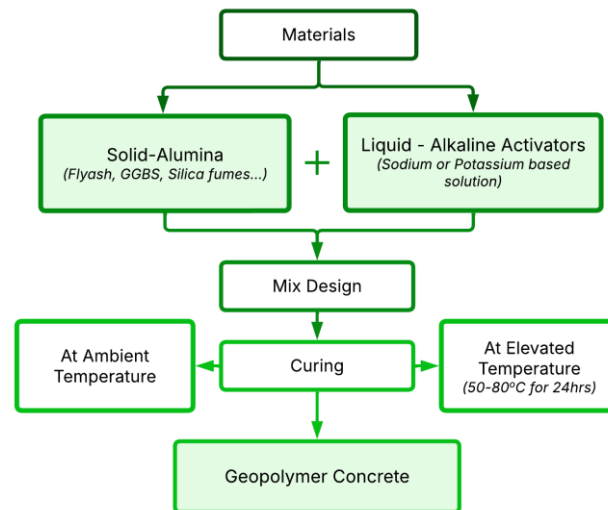 Materials
Solid-Alumina
(Flyash, GGBS, Silica fumes...)
+
Liquid - Alkaline Activators
(Sodium or Potassium based
solution)
Mix Design
At Ambient
Temperature
Curing
At Elevated
Temperature
(50-80ºC for 24hrs)
Geopolymer Concrete